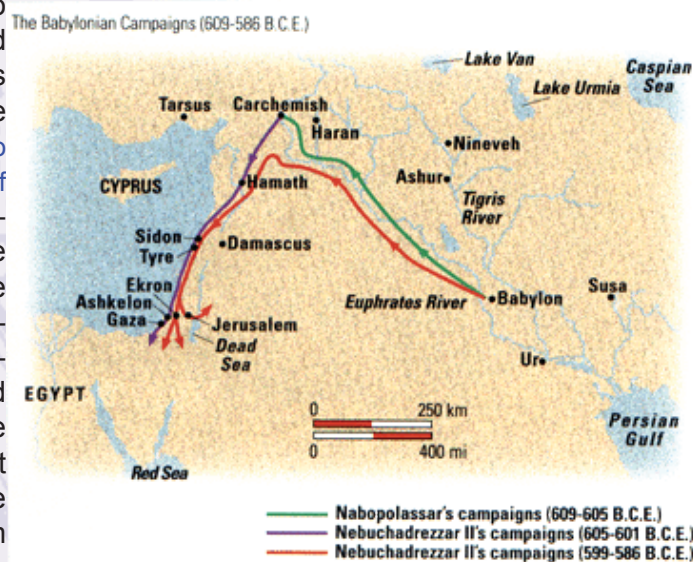 The Babylonian Campaigns (609-586 B.C.E.)
Lake Van
Caspian
Sea
Lake Urmia
Tarsus
Carchemish
Haran
Nineveh
CYPRUS
Hamath
Ashur
Tigris
River
Sidon
Tyre
Damascus
Ekron
Ashkelon
Gaza
Jerusalem
Dead
Sea
Euphrates River
Babylon
Susa
Ur
EGYPT
Red Sea
0 250 km
0 400 mi
Persian
Gulf
Nabopolassar's campaigns (609-605 B.C.E.)
Nebuchadrezzar II's campaigns (605-601 B.C.E.)
Nebuchadrezzar II's campaigns (599-586 B.C.E.)